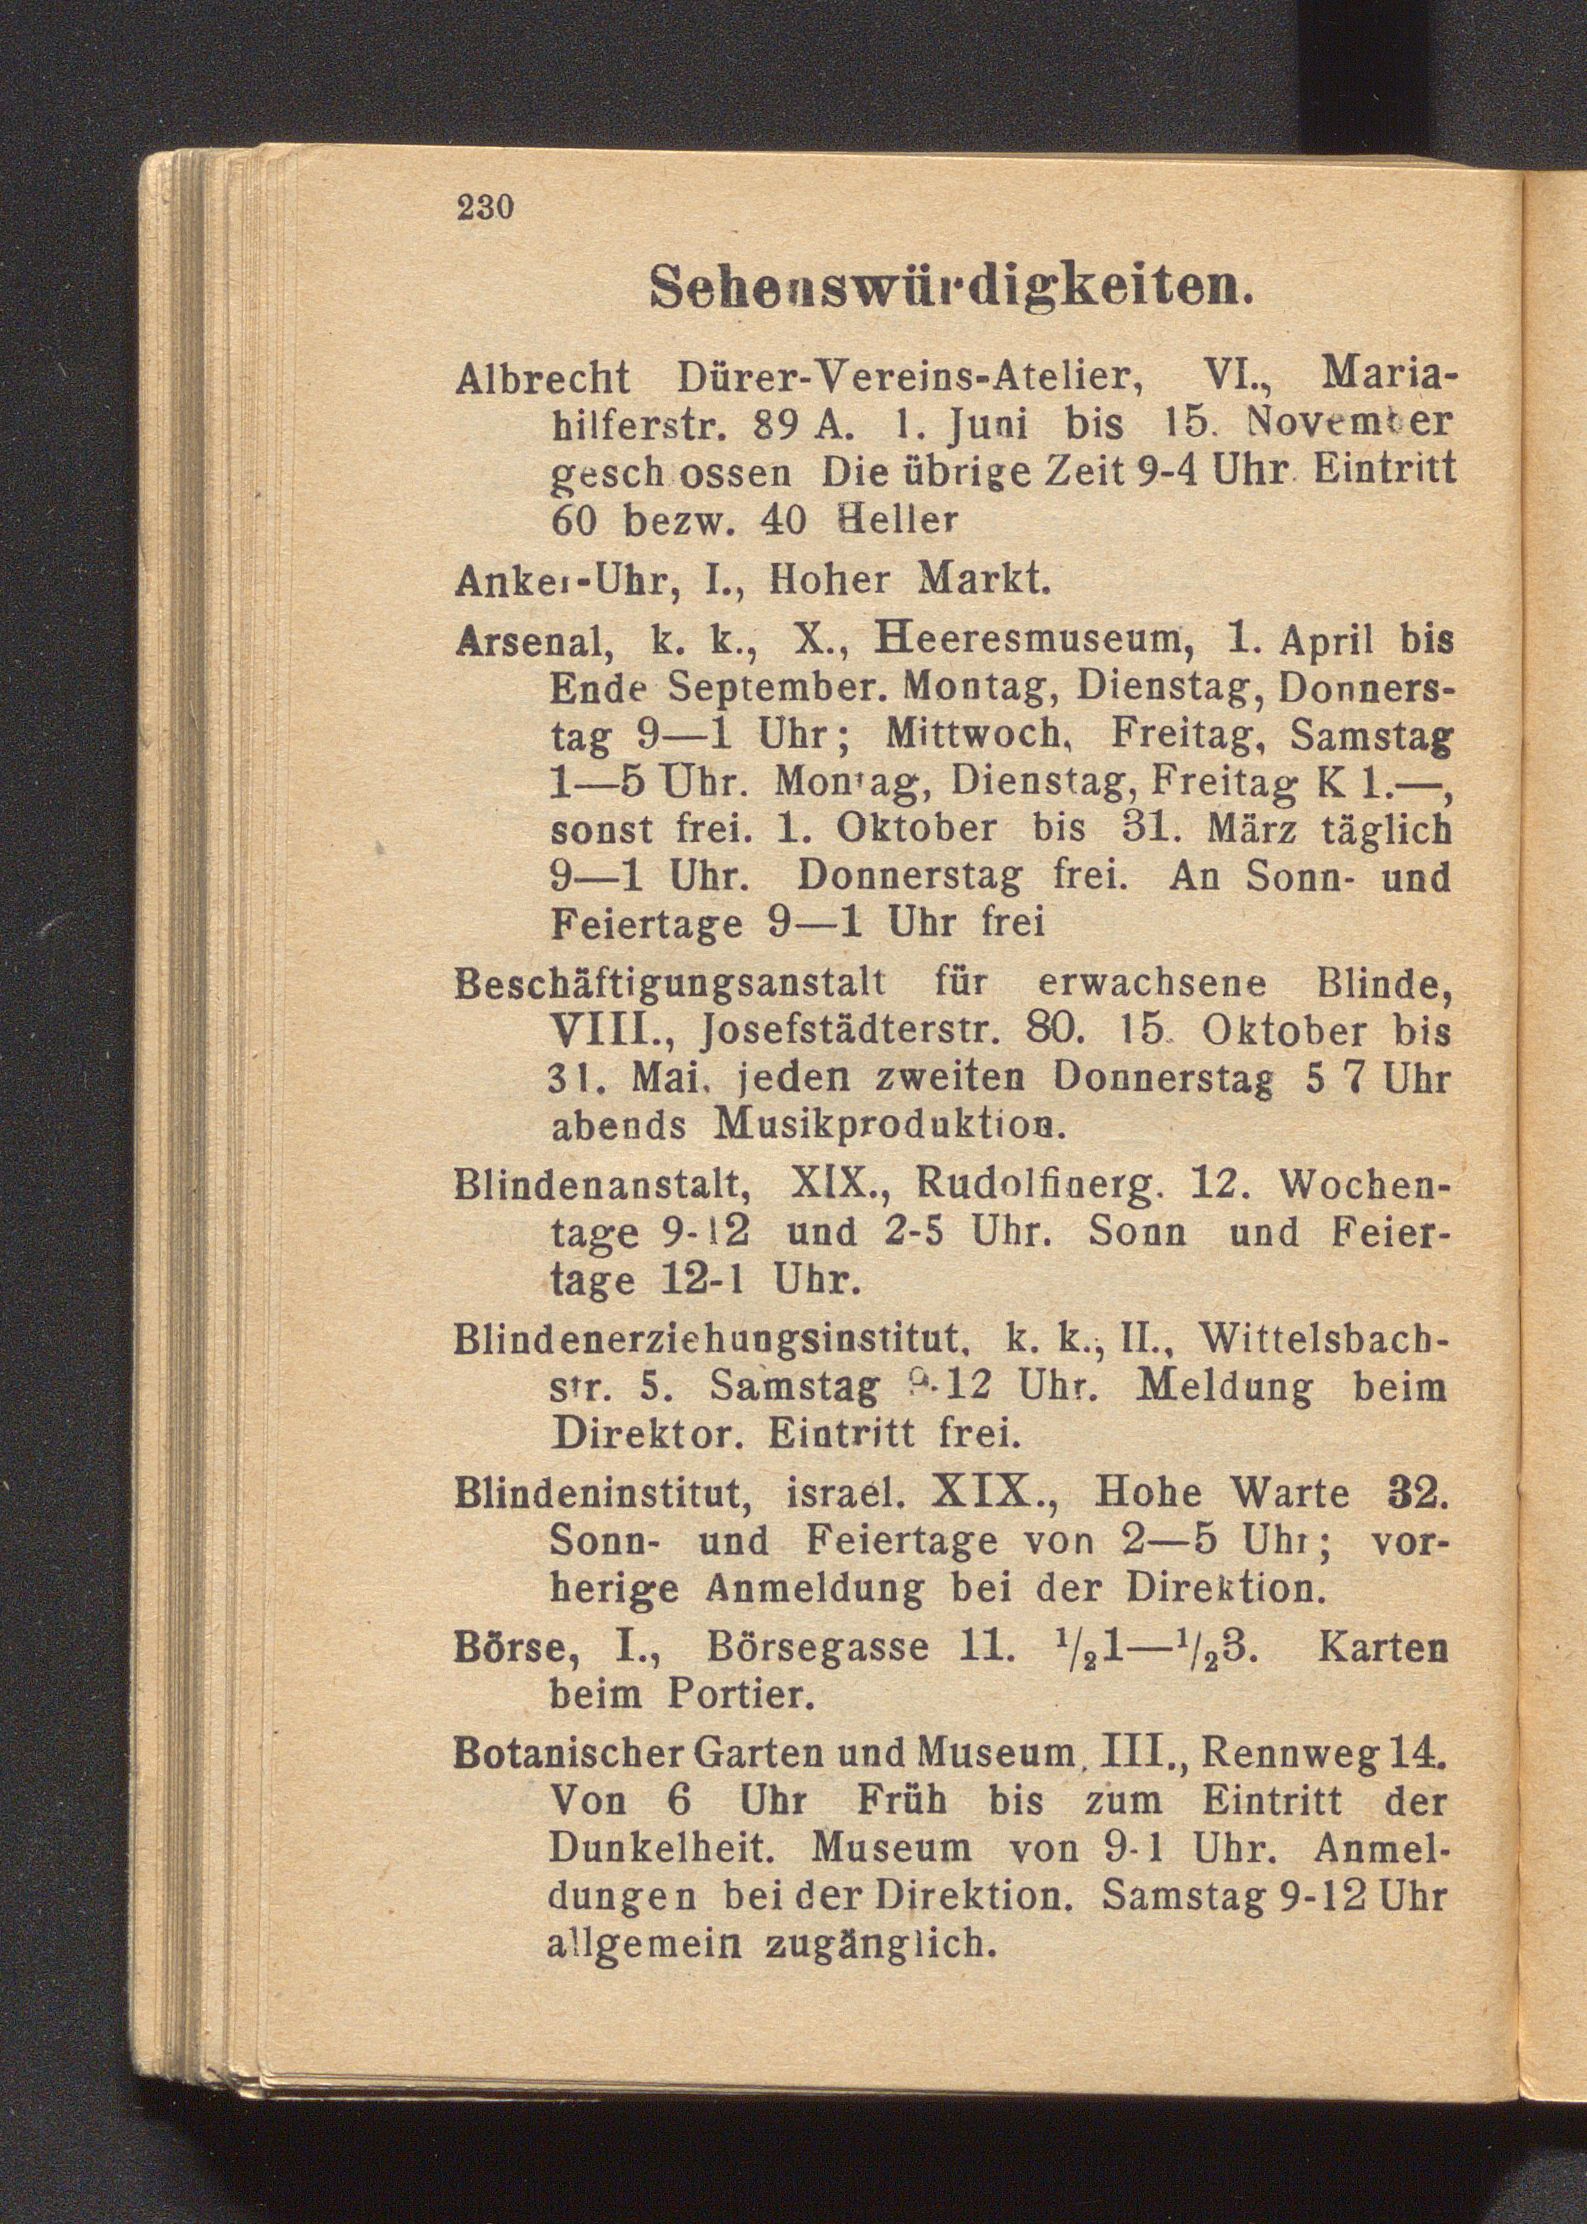 230
Sehenswürdigkeiten.
Albrecht Dürer-Vereins-Atelier, VI., Maria-
hilferstr. 89 A. 1. Juni bis 15. November
gesch ossen Die übrige Zeit 9-4 Uhr. Eintritt
60 bezw. 40 Heller
Anker-Uhr, I., Hoher Markt.
Arsenal, k. k., X., Heeresmuseum, 1. April bis
Ende September. Montag, Dienstag, Donners-
tag 9—1 Uhr; Mittwoch, Freitag, Samstag
1—5 Uhr. Montag, Dienstag, Freitag K 1.—,
sonst frei. 1. Oktober bis 31. März täglich
9—1 Uhr. Donnerstag frei. An Sonn- und
Feiertage 9—1 Uhr frei
Beschäftigungsanstalt für erwachsene Blinde,
VIII., Josefstädterstr. 80. 15. Oktober bis
31. Mai, jeden zweiten Donnerstag 5 7 Uhr
abends Musikproduktion.
Blindenanstalt, XIX., Rudolfinerg. 12. Wochen-
tage 9-12 und 2-5 Uhr. Sonn und Feier-
tage 12-1 Uhr.
Blindenerziehungsinstitut, k. k., II., Wittelsbach-
str. 5. Samstag 9-12 Uhr. Meldung beim
Direktor. Eintritt frei.
Blindeninstitut, israel. XIX., Hohe Warte 32.
Sonn- und Feiertage von 2—5 Uhr; vor-
herige Anmeldung bei der Direktion.
Börse, I., Börsegasse 11. 1/21—1/23. Karten
beim Portier.
Botanischer Garten und Museum, III., Rennweg 14.
Von 6 Uhr Früh bis zum Eintritt der
Dunkelheit. Museum von 9-1 Uhr. Anmel-
dungen bei der Direktion. Samstag 9-12 Uhr
allgemein zugänglich.